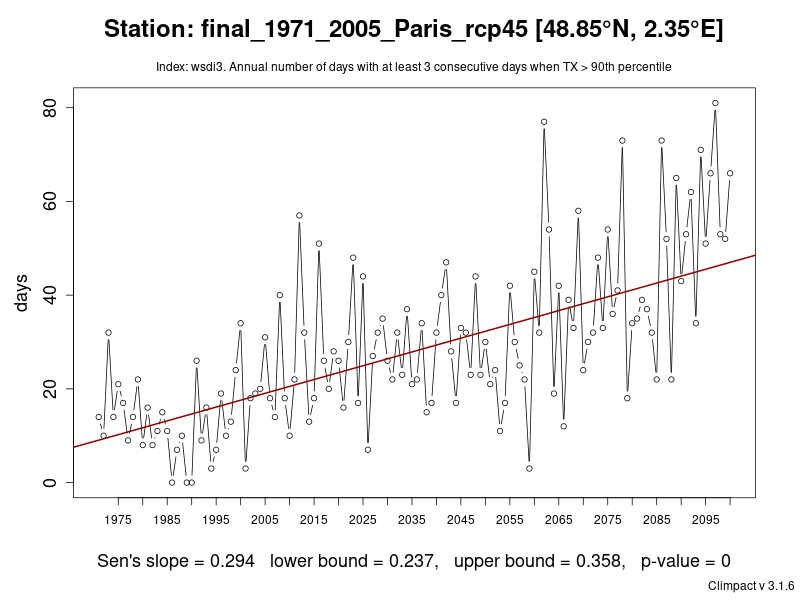 Station: final_1971_2005_Paris_rcp45 [48.85°N, 2.35°E]
Index: wsdi3. Annual number of days with at least 3 consecutive days when TX > 90th percentile
80
60
40
20
0
days
1975 1985 1995 2005 2015 2025 2035 2045 2055 2065 2075 2085 2095
Sen's slope = 0.294 lower bound = 0.237, upper bound = 0.358, p-value = 0
Climpact v 3.1.6